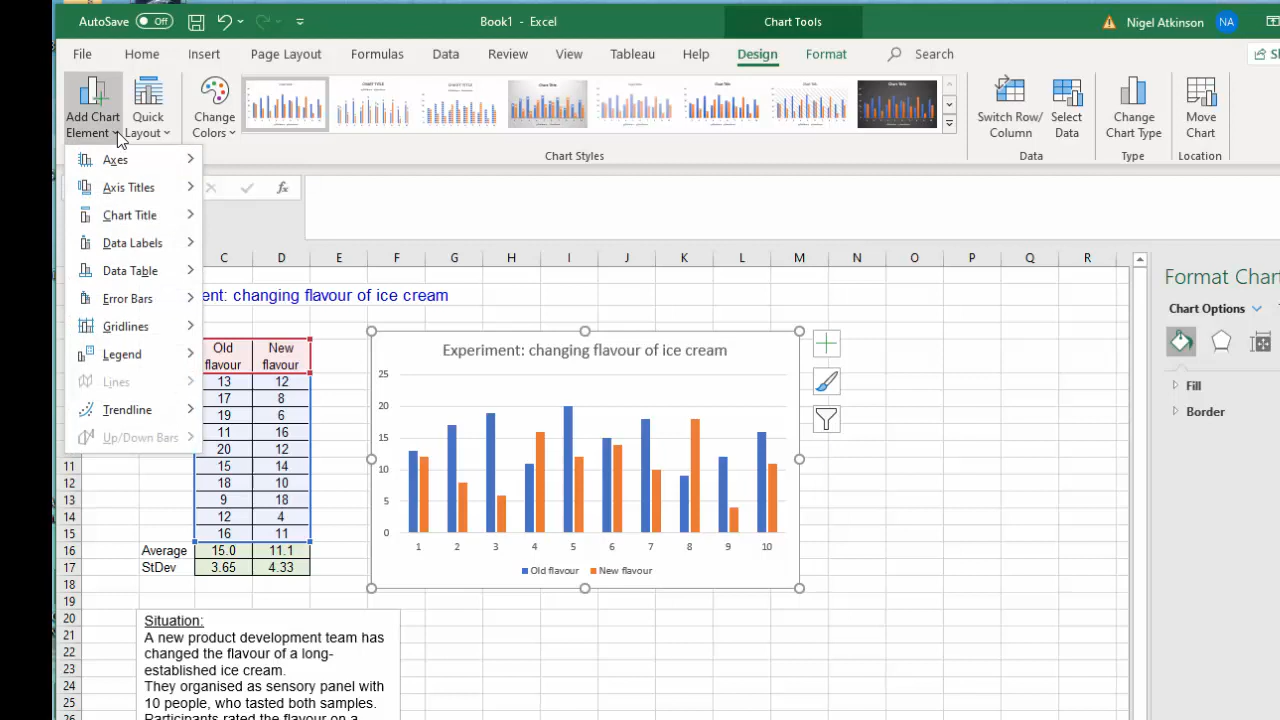 AutoSave Off
Book1 - Excel
Chart Tools
Nigel Atkinson NA
File Home Insert Page Layout Formulas Data Review View Tableau Help Design Format Search
Add Chart Element
Quick Layout
Change Colors
Switch Row/Column
Select Data
Change Chart Type
Move Chart
Chart Styles
Data
Type
Location
Axes
Axis Titles
Chart Title
Data Labels
Data Table
Error Bars
Gridlines
Legend
Lines
Trendline
Up/Down Bars
fx
C D E F G H I J K L M N O P Q R
ent: changing flavour of ice cream
Old flavour New flavour
13 12
17 8
19 6
11 16
20 12
11 15 14
12 18 10
13 9 18
14 12 4
15 16 11
16 Average 15.0 11.1
17 StDev 3.65 4.33
18
19
20
21
22
23
24
25
26
Experiment: changing flavour of ice cream
25
20
15
10
5
0
1 2 3 4 5 6 7 8 9 10
Old flavour New flavour
Situation:
A new product development team has
changed the flavour of a long-
established ice cream.
They organised as sensory panel with
10 people, who tasted both samples.
Participants rated the flavour on a
Format Chart
Chart Options
Fill
Border